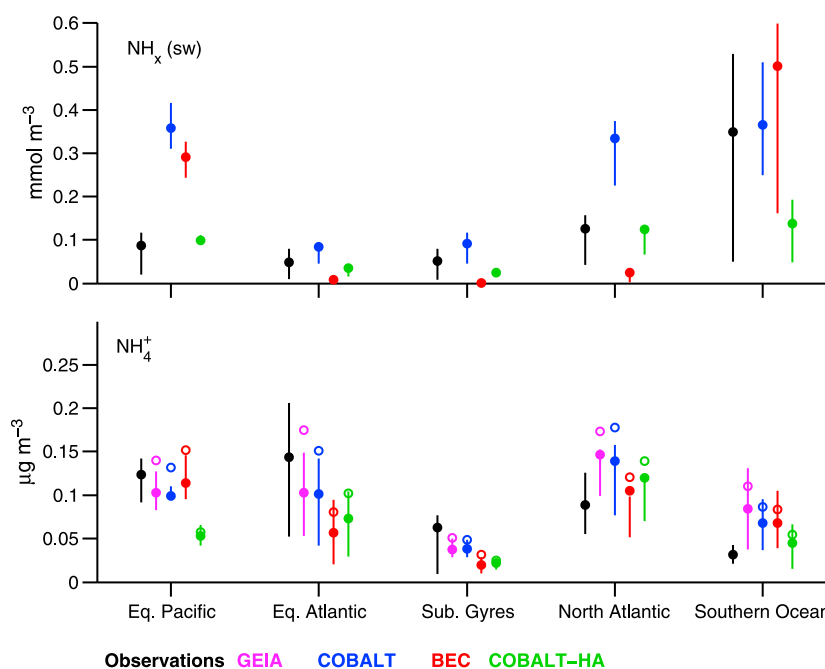 0.6
NHₓ (sw)
0.5
0.4
0.3
0.2
0.1
0
mmol m⁻³
NH₄⁺
0.25
0.2
0.15
0.1
0.05
0
µg m⁻³
Eq. Pacific Eq. Atlantic Sub. Gyres North Atlantic Southern Ocean
Observations GEIA COBALT BEC COBALT−HA